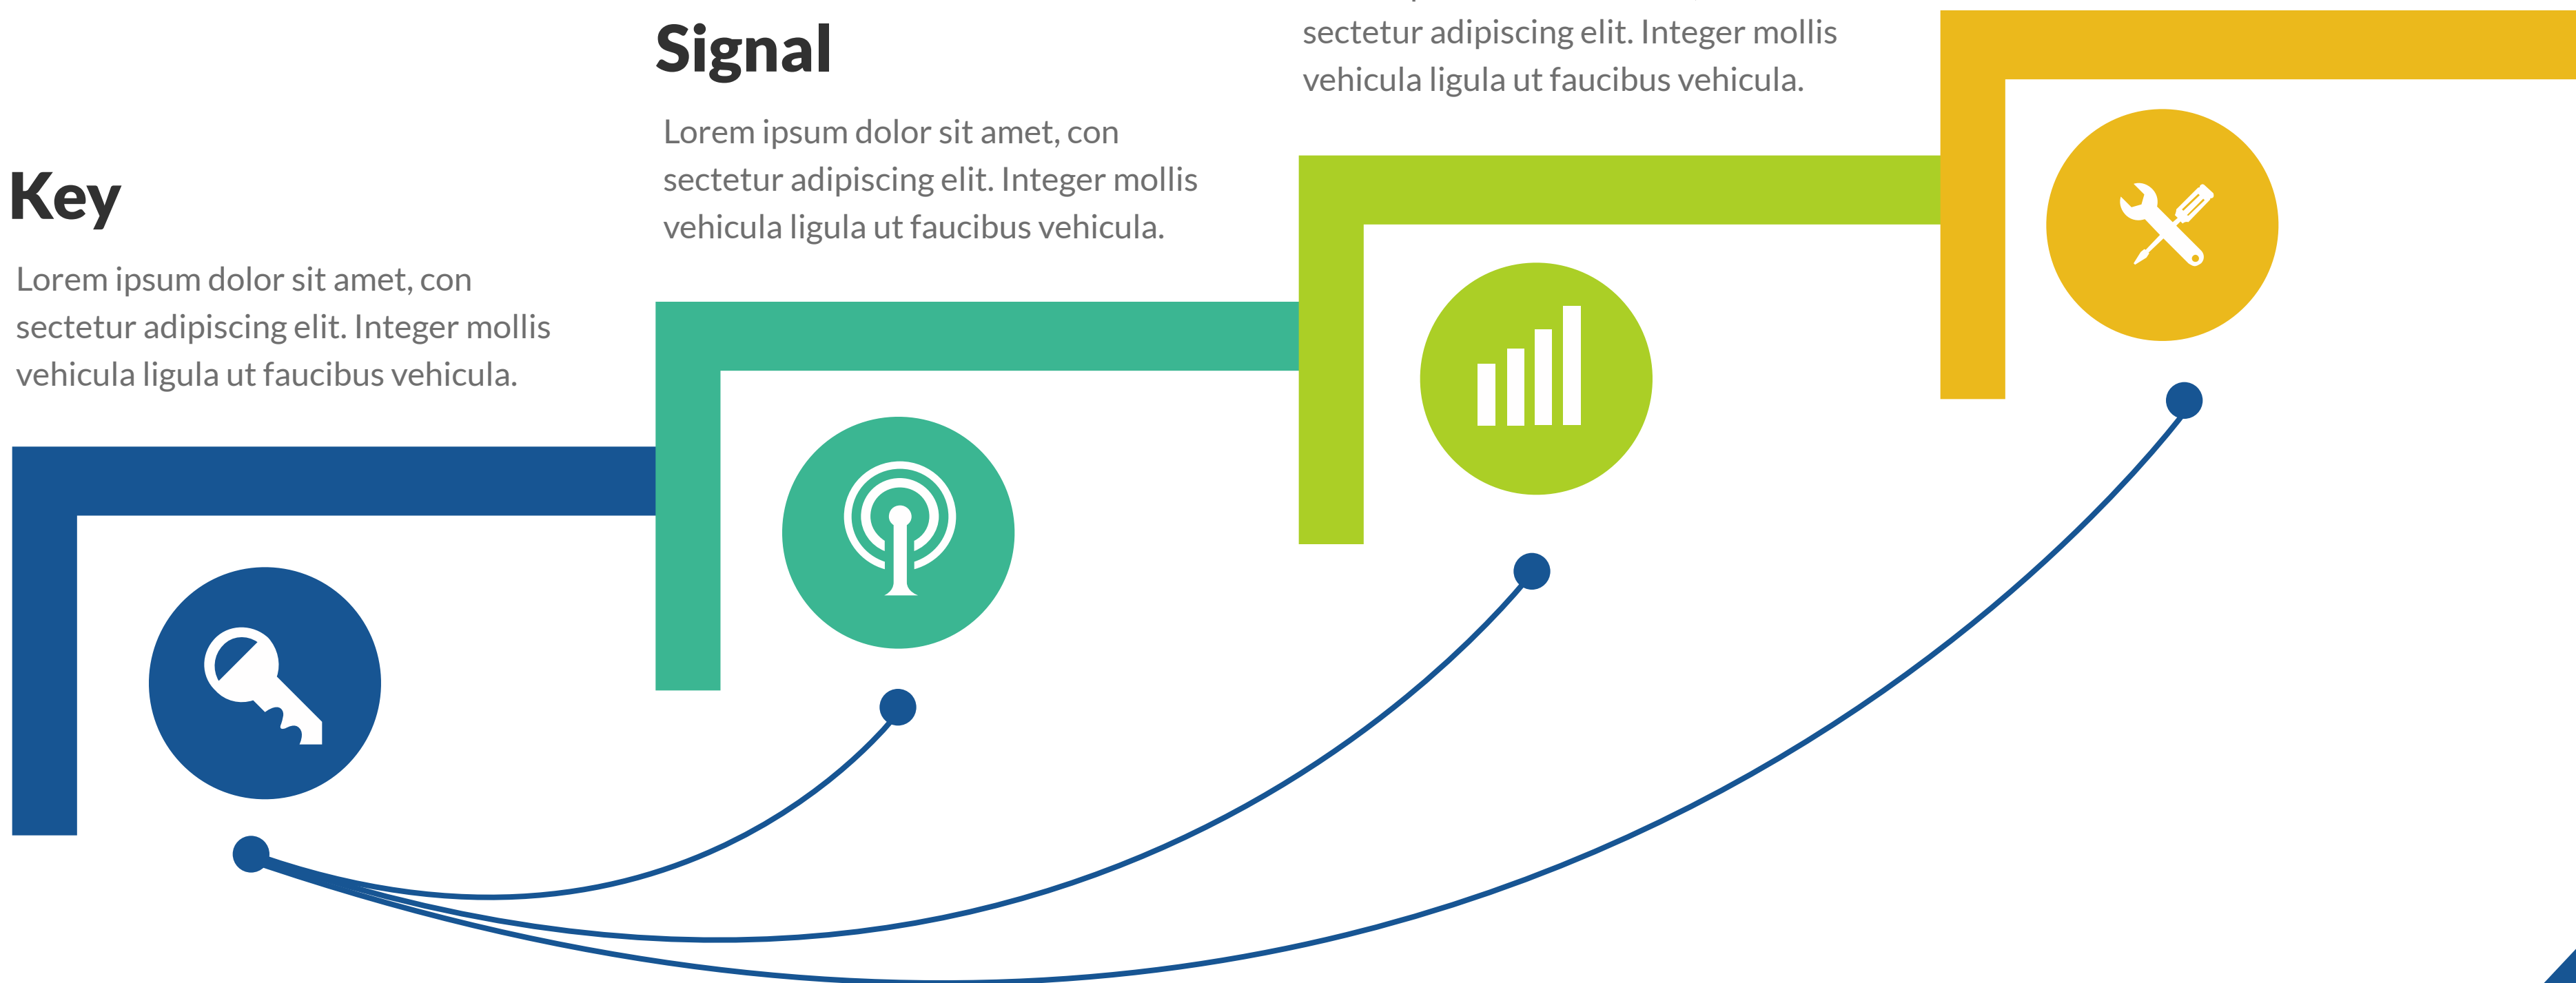 Key
Lorem ipsum dolor sit amet, con
sectetur adipiscing elit. Integer mollis
vehicula ligula ut faucibus vehicula.
Signal
Lorem ipsum dolor sit amet, con
sectetur adipiscing elit. Integer mollis
vehicula ligula ut faucibus vehicula.
sectetur adipiscing elit. Integer mollis
vehicula ligula ut faucibus vehicula.